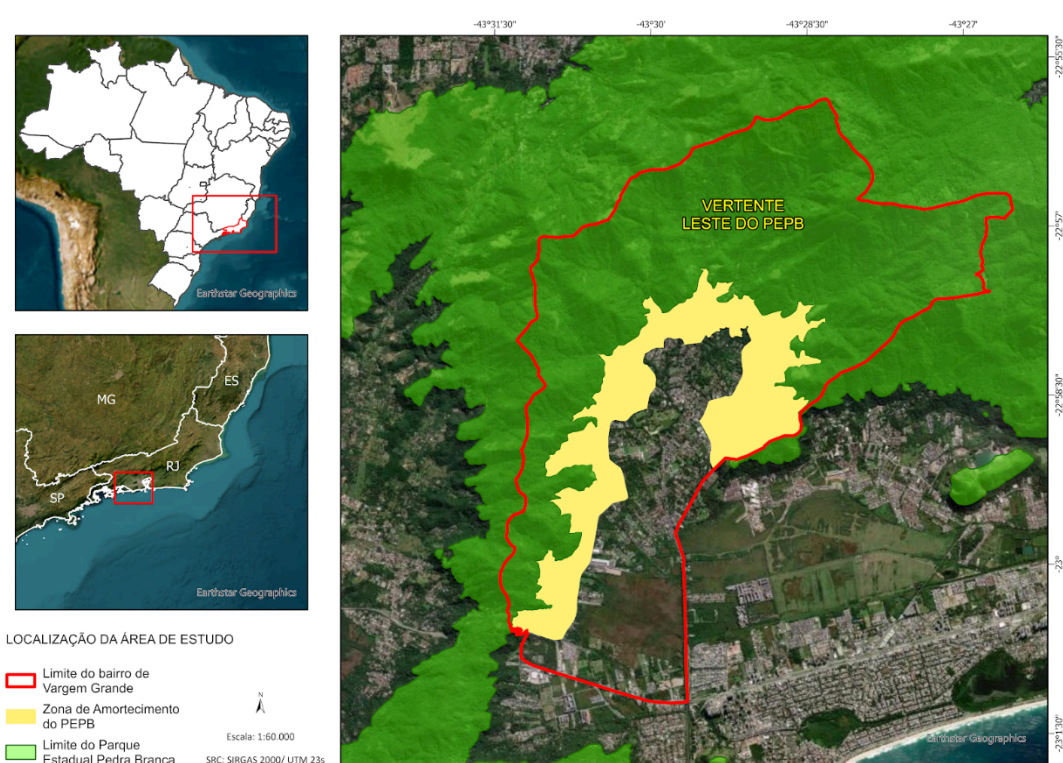 -43°31'30"
-43°30'
-43°28'30"
-43°27'
-22°55'30"
-22°57'
-22°58'30"
-23°
-23°1'30"
VERTENTE
LESTE DO PEPB
Earthstar Geographics
Earthstar Geographics
MG
ES
RJ
SP
Earthstar Geographics
LOCALIZAÇÃO DA ÁREA DE ESTUDO
Limite do bairro de
Vargem Grande
Zona de Amortecimento
do PEPB
Limite do Parque
Estadual Pedra Branca
N
Escala: 1:60.000
SRC: SIRGAS 2000/ UTM 23s